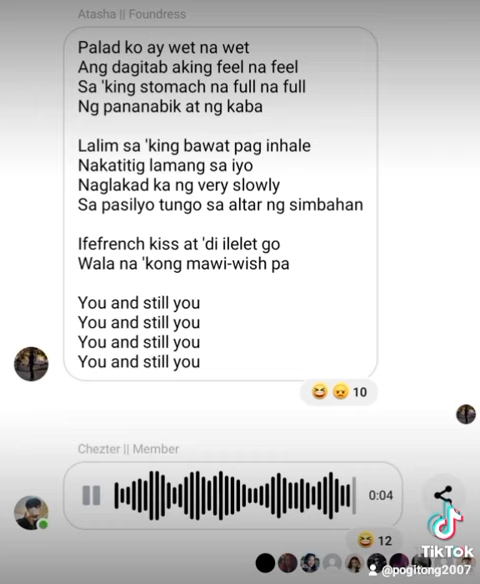 Atasha || Foundress
Palad ko ay wet na wet
Ang dagitab aking feel na feel
Sa 'king stomach na full na full
Ng pananabik at ng kaba
Lalim sa 'king bawat pag inhale
Nakatitig lamang sa iyo
Naglakad ka ng very slowly
Sa pasilyo tungo sa altar ng simbahan
Ifefrench kiss at 'di ilelet go
Wala na 'kong mawi-wish pa
You and still you
You and still you
You and still you
You and still you
10
Chezter || Member
0:04
12
TikTok
@pogitong2007